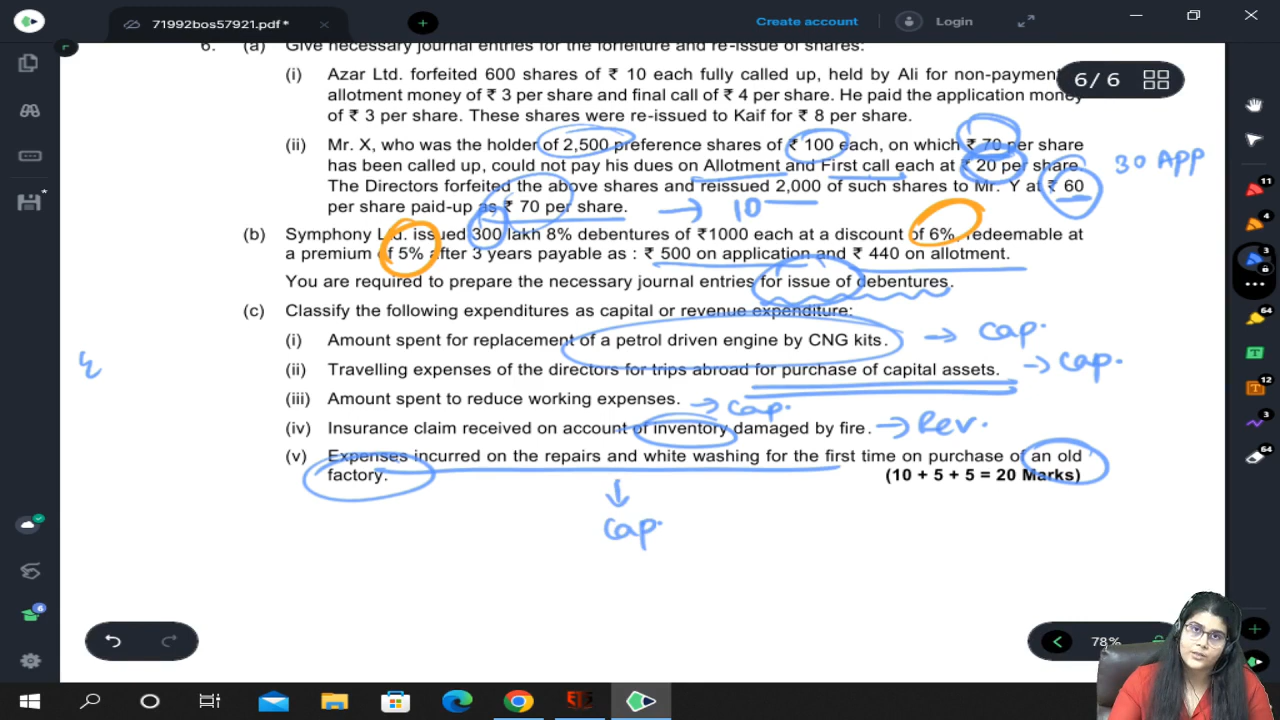 71992bos57921.pdf*
Create account
Login
6. (a) Give necessary journal entries for the forfeiture and re-issue of shares:
6 / 6
(i) Azar Ltd. forfeited 600 shares of ₹ 10 each fully called up, held by Ali for non-payment
allotment money of ₹ 3 per share and final call of ₹ 4 per share. He paid the application money
of ₹ 3 per share. These shares were re-issued to Kaif for ₹ 8 per share.
(ii) Mr. X, who was the holder of 2,500 preference shares of ₹ 100 each, on which ₹ 70 per share
has been called up, could not pay his dues on Allotment and First call each at ₹ 20 per share.
30 APP
The Directors forfeited the above shares and reissued 2,000 of such shares to Mr. Y at ₹ 60
per share paid-up as ₹ 70 per share.
→ 10
(b) Symphony Ltd. issued 300 lakh 8% debentures of ₹1000 each at a discount of 6%, redeemable at
a premium of 5% after 3 years payable as : ₹ 500 on application and ₹ 440 on allotment.
You are required to prepare the necessary journal entries for issue of debentures.
(c) Classify the following expenditures as capital or revenue expenditure:
(i) Amount spent for replacement of a petrol driven engine by CNG kits. → Cap.
(ii) Travelling expenses of the directors for trips abroad for purchase of capital assets. → Cap.
(iii) Amount spent to reduce working expenses. → Cap.
(iv) Insurance claim received on account of inventory damaged by fire. → Rev.
(v) Expenses incurred on the repairs and white washing for the first time on purchase of an old
factory. (10 + 5 + 5 = 20 Marks)
Cap.
78%
11
4
3
64
12
3
64
6